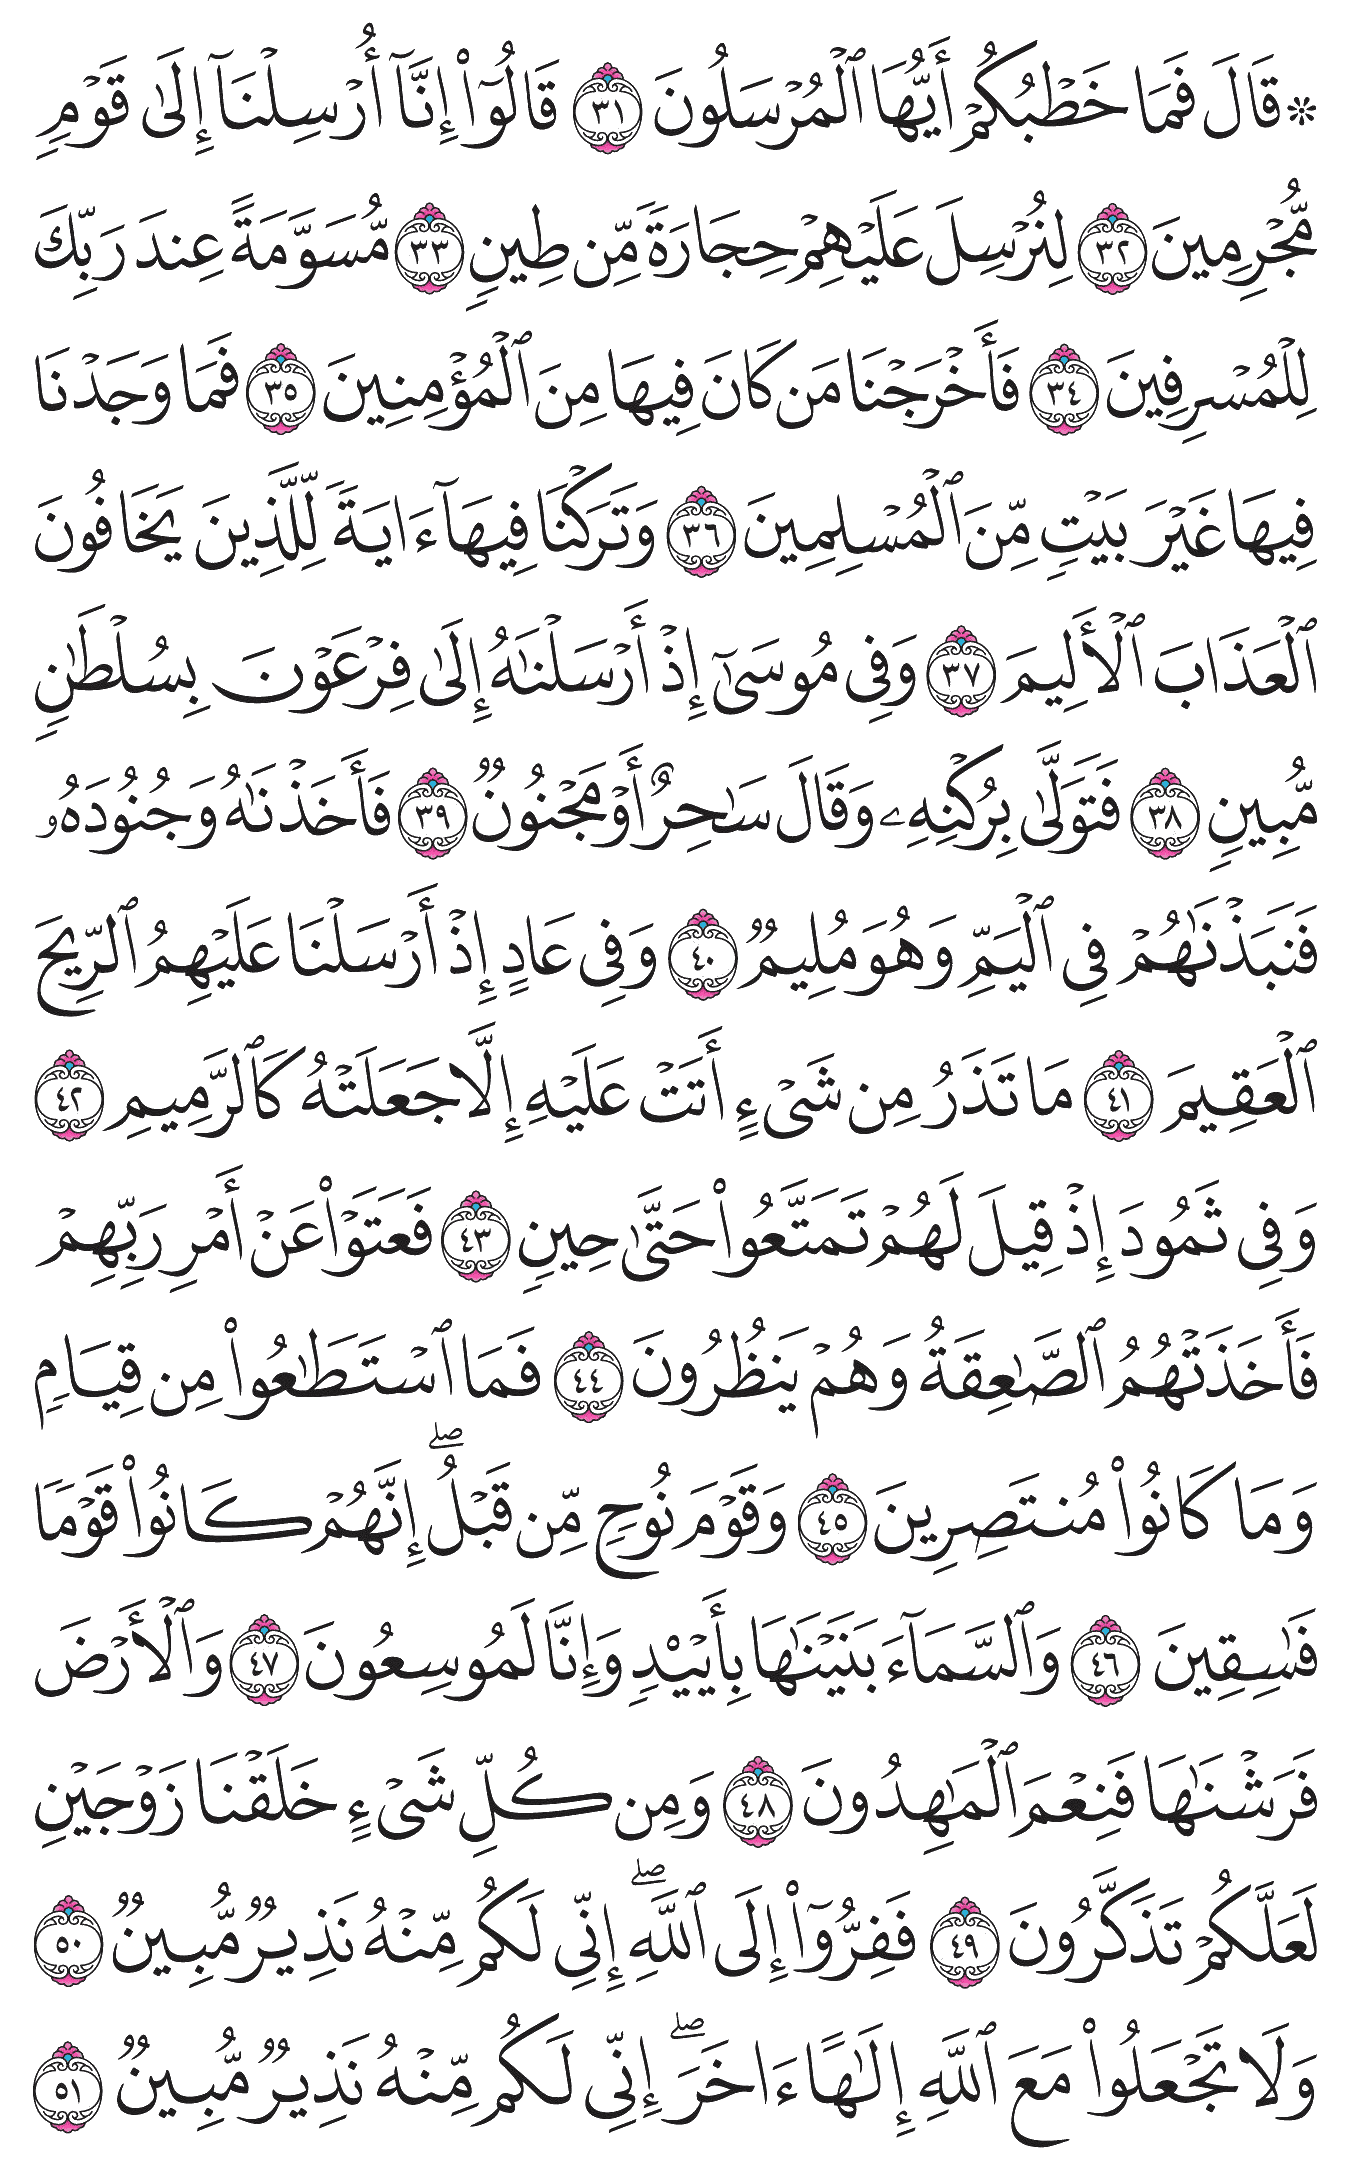 ۞ قَالَ فَمَا خَطۡبُكُمۡ أَيُّهَا ٱلۡمُرۡسَلُونَ ٣١ قَالُوٓاْ إِنَّآ أُرۡسِلۡنَآ إِلَىٰ قَوۡمٖ
مُّجۡرِمِينَ ٣٢ لِنُرۡسِلَ عَلَيۡهِمۡ حِجَارَةٗ مِّن طِينٖ ٣٣ مُّسَوَّمَةً عِندَ رَبِّكَ
لِلۡمُسۡرِفِينَ ٣٤ فَأَخۡرَجۡنَا مَن كَانَ فِيهَا مِنَ ٱلۡمُؤۡمِنِينَ ٣٥ فَمَا وَجَدۡنَا
فِيهَا غَيۡرَ بَيۡتٖ مِّنَ ٱلۡمُسۡلِمِينَ ٣٦ وَتَرَكۡنَا فِيهَآ ءَايَةٗ لِّلَّذِينَ يَخَافُونَ
ٱلۡعَذَابَ ٱلۡأَلِيمَ ٣٧ وَفِي مُوسَىٰٓ إِذۡ أَرۡسَلۡنَٰهُ إِلَىٰ فِرۡعَوۡنَ بِسُلۡطَٰنٖ
مُّبِينٖ ٣٨ فَتَوَلَّىٰ بِرُكۡنِهِۦ وَقَالَ سَٰحِرٌ أَوۡ مَجۡنُونٞ ٣٩ فَأَخَذۡنَٰهُ وَجُنُودَهُۥ
فَنَبَذۡنَٰهُمۡ فِي ٱلۡيَمِّ وَهُوَ مُلِيمٞ ٤٠ وَفِي عَادٍ إِذۡ أَرۡسَلۡنَا عَلَيۡهِمُ ٱلرِّيحَ
ٱلۡعَقِيمَ ٤١ مَا تَذَرُ مِن شَيۡءٍ أَتَتۡ عَلَيۡهِ إِلَّا جَعَلَتۡهُ كَٱلرَّمِيمِ ٤٢
وَفِي ثَمُودَ إِذۡ قِيلَ لَهُمۡ تَمَتَّعُواْ حَتَّىٰ حِينٖ ٤٣ فَعَتَوۡاْ عَنۡ أَمۡرِ رَبِّهِمۡ
فَأَخَذَتۡهُمُ ٱلصَّٰعِقَةُ وَهُمۡ يَنظُرُونَ ٤٤ فَمَا ٱسۡتَطَٰعُواْ مِن قِيَامٖ
وَمَا كَانُواْ مُنتَصِرِينَ ٤٥ وَقَوۡمَ نُوحٖ مِّن قَبۡلُۖ إِنَّهُمۡ كَانُواْ قَوۡمٗا
فَٰسِقِينَ ٤٦ وَٱلسَّمَآءَ بَنَيۡنَٰهَا بِأَيۡيْدٖ وَإِنَّا لَمُوسِعُونَ ٤٧ وَٱلۡأَرۡضَ
فَرَشۡنَٰهَا فَنِعۡمَ ٱلۡمَٰهِدُونَ ٤٨ وَمِن كُلِّ شَيۡءٍ خَلَقۡنَا زَوۡجَيۡنِ
لَعَلَّكُمۡ تَذَكَّرُونَ ٤٩ فَفِرُّوٓاْ إِلَى ٱللَّهِۖ إِنِّي لَكُم مِّنۡهُ نَذِيرٞ مُّبِينٞ ٥٠
وَلَا تَجۡعَلُواْ مَعَ ٱللَّهِ إِلَٰهًا ءَاخَرَۖ إِنِّي لَكُم مِّنۡهُ نَذِيرٞ مُّبِينٞ ٥١